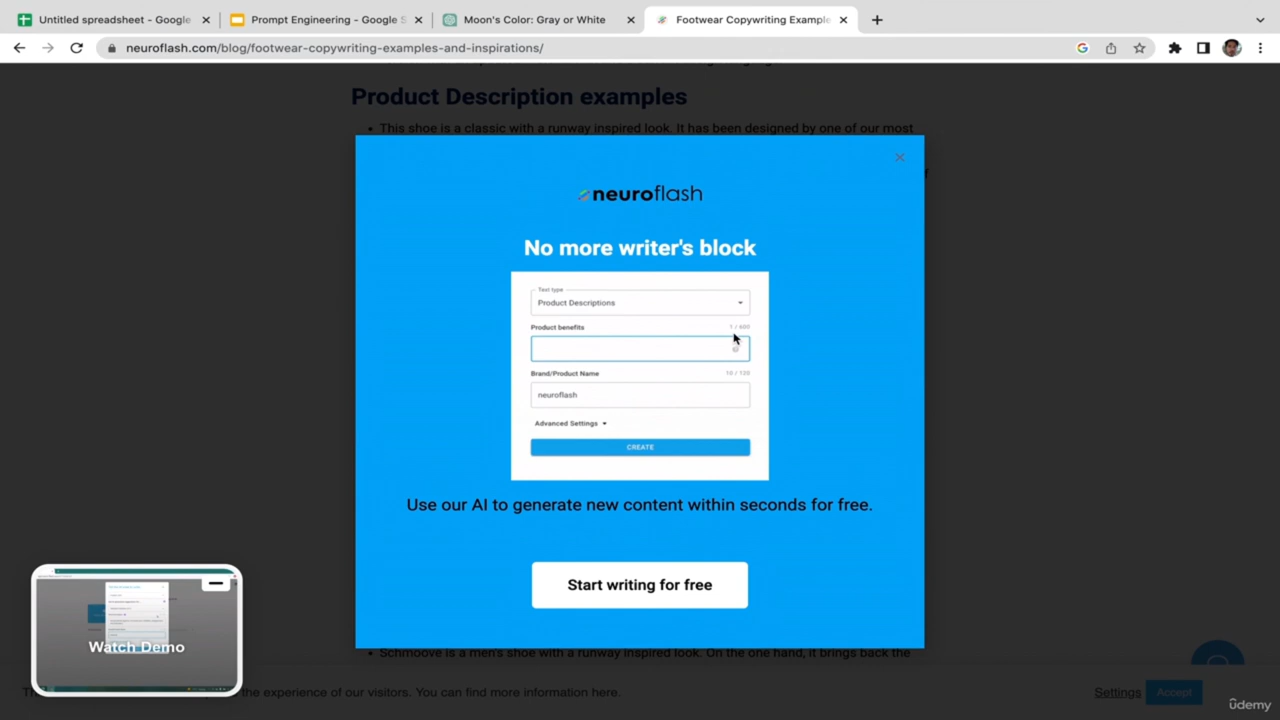 Untitled spreadsheet - Google
Prompt Engineering - Google S
Moon's Color: Gray or White
Footwear Copywriting Example
neuroflash.com/blog/footwear-copywriting-examples-and-inspirations/
Product Description examples
• This shoe is a classic with a runway inspired look. It has been designed by one of our most
neuroflash
No more writer's block
Text type
Product Descriptions
Product benefits
1 / 600
Brand/Product Name
10 / 120
neuroflash
Advanced Settings
CREATE
Use our AI to generate new content within seconds for free.
Start writing for free
Watch Demo
• Schmoove is a men's shoe with a runway inspired look. On the one hand, it brings back the
the experience of our visitors. You can find more information here.
Settings
Accept
ûdemy